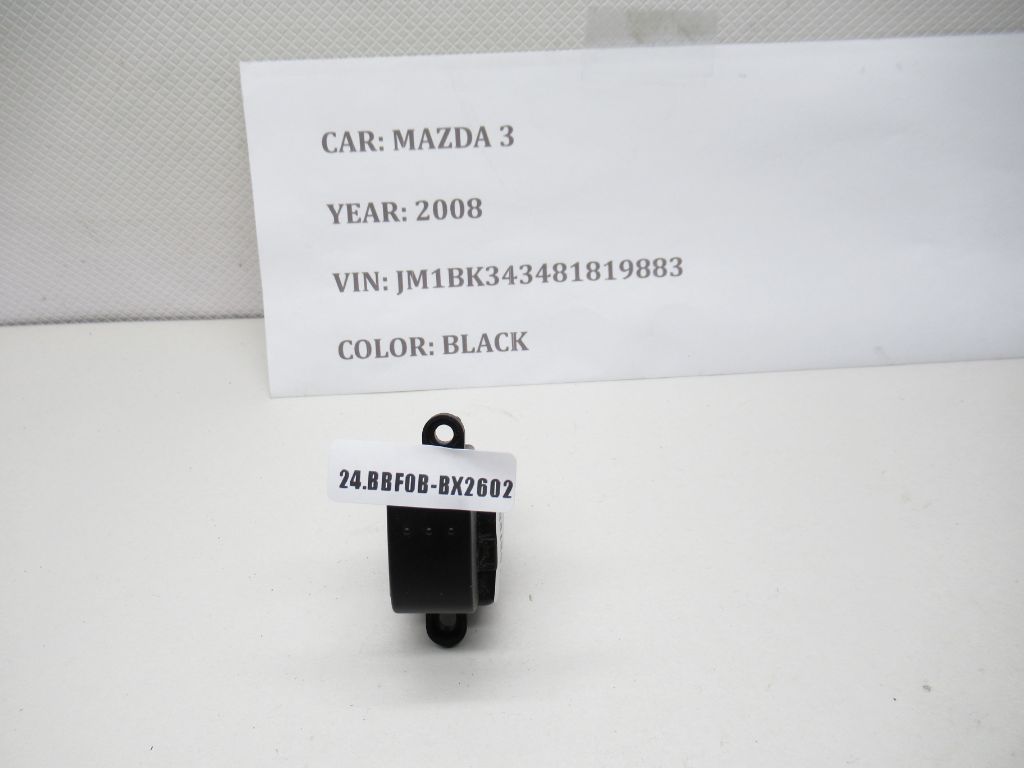 CAR: MAZDA 3
YEAR: 2008
VIN: JM1BK343481819883
COLOR: BLACK
24.BBF0B-BX2602